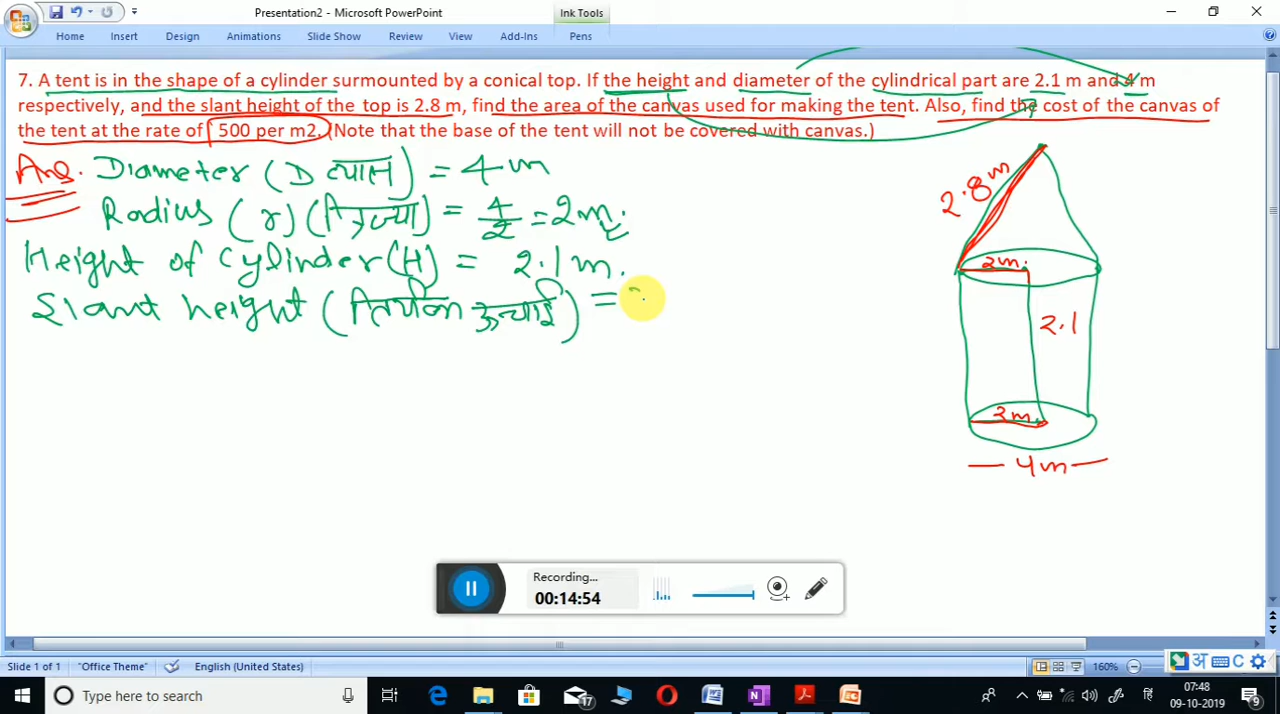 Presentation2 - Microsoft PowerPoint
Ink Tools
Home Insert Design Animations Slide Show Review View Add-Ins Pens
7. A tent is in the shape of a cylinder surmounted by a conical top. If the height and diameter of the cylindrical part are 2.1 m and 4 m
respectively, and the slant height of the top is 2.8 m, find the area of the canvas used for making the tent. Also, find the cost of the canvas of
the tent at the rate of 500 per m2. (Note that the base of the tent will not be covered with canvas.)
Ans. Diameter (D व्यास) = 4m
Radius (r) (त्रिज्या) = 4/2 = 2m.
Height of Cylinder (H) = 2.1 m.
Slant height (तिर्यक ऊँचाई) =
2.8 m
2m.
2.1
2m.
4m
Recording...
00:14:54
Slide 1 of 1 "Office Theme" English (United States) 160%
अ C
Type here to search
17
हि
07:48
09-10-2019
9